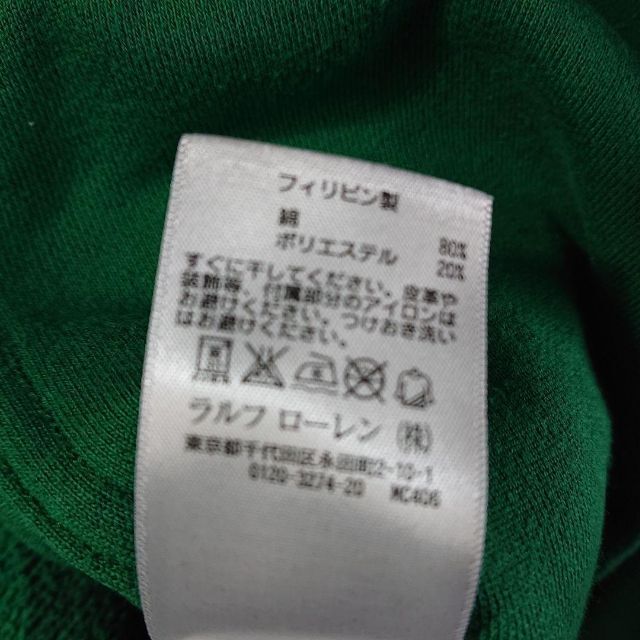 フィリピン製
綿 80%
ポリエステル 20%
すぐに干してください。皮革や
装飾等、付属部分のアイロンは
お避けください。つけおき洗い
はお避けください。
ラルフ ローレン (株)
東京都千代田区永田町2-10-1
0120-3274-20 MC406